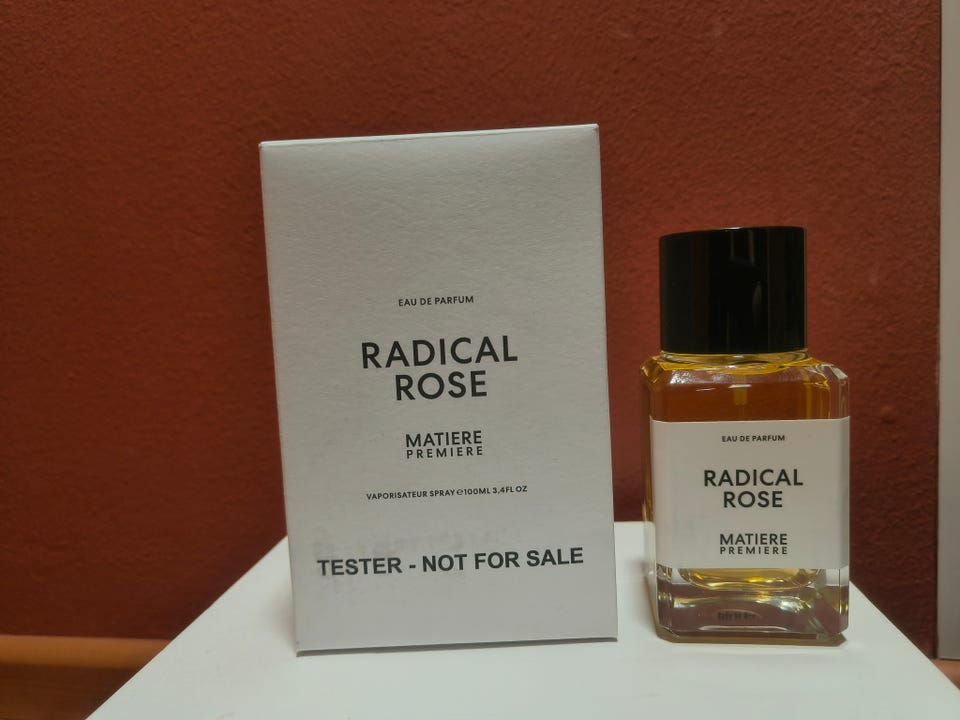 EAU DE PARFUM
RADICAL
ROSE
MATIERE
PREMIERE
VAPORISATEUR SPRAY ℮100ML 3,4FL OZ
TESTER - NOT FOR SALE
EAU DE PARFUM
RADICAL
ROSE
MATIERE
PREMIERE